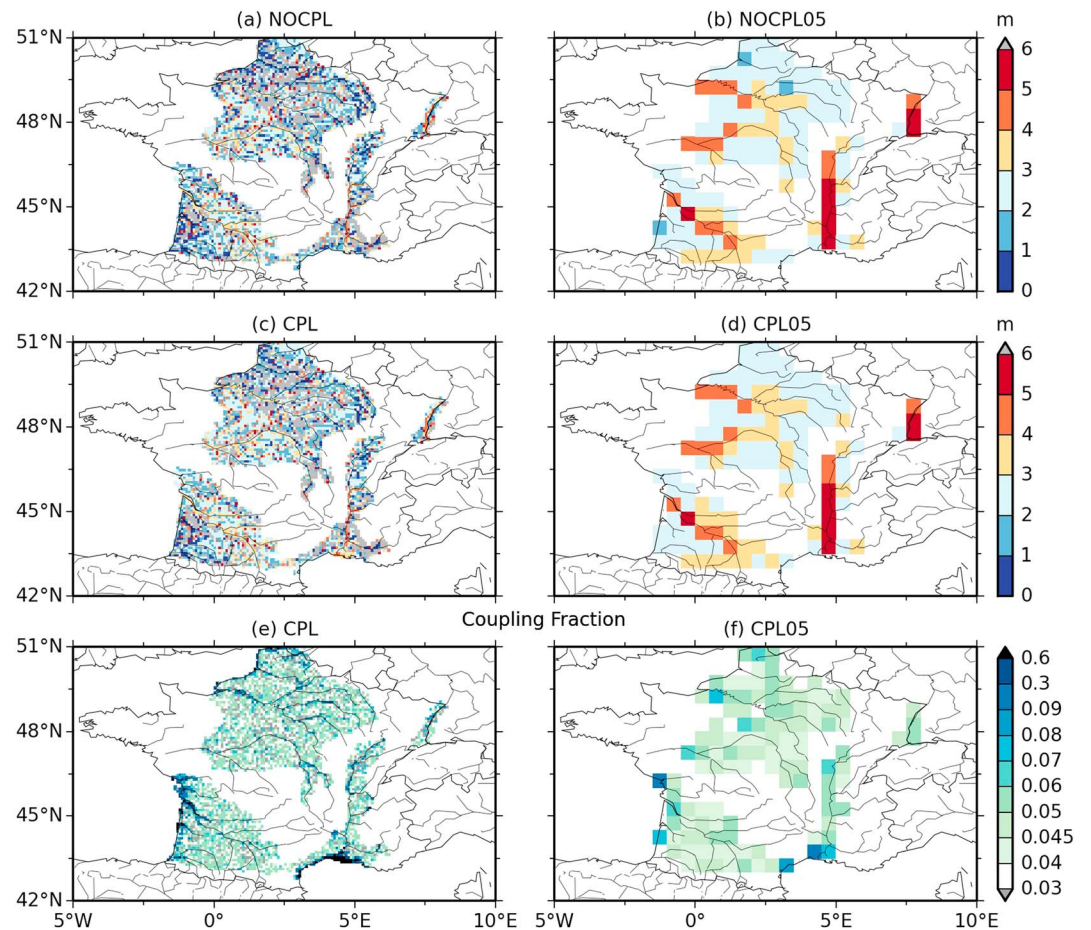 (a) NOCPL
(b) NOCPL05
m
51°N
48°N
45°N
42°N
6
5
4
3
2
1
0
(c) CPL
(d) CPL05
m
51°N
48°N
45°N
42°N
6
5
4
3
2
1
0
Coupling Fraction
(e) CPL
(f) CPL05
51°N
48°N
45°N
42°N
0.6
0.3
0.09
0.08
0.07
0.06
0.05
0.045
0.04
0.03
5°W
0°
5°E
10°E
5°W
0°
5°E
10°E